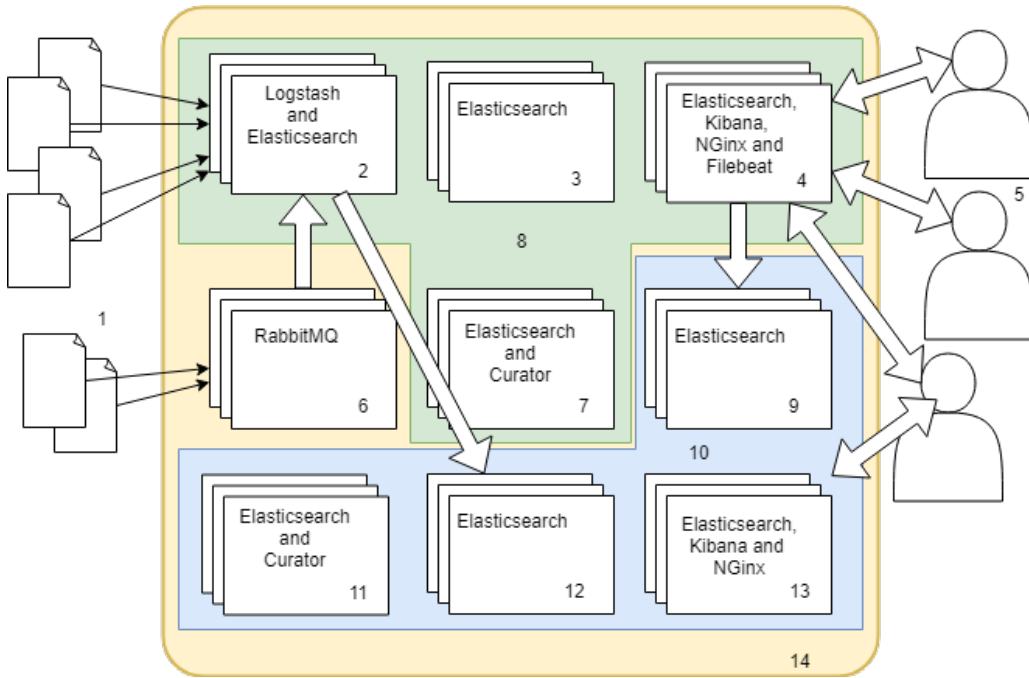 Logstash
and
Elasticsearch
2
Elasticsearch
3
Elasticsearch,
Kibana,
NGinx and
Filebeat
4
5
8
1
RabbitMQ
6
Elasticsearch
and
Curator
7
Elasticsearch
9
10
Elasticsearch
and
Curator
11
Elasticsearch
12
Elasticsearch,
Kibana and
NGinx
13
14